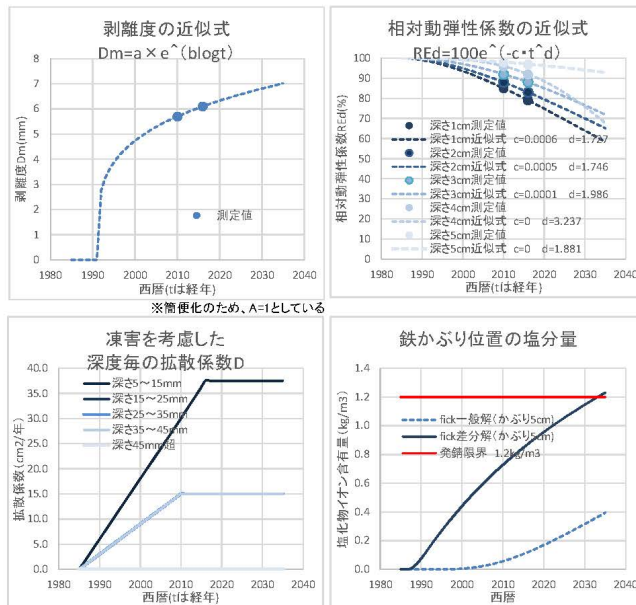 剥離度の近似式
Dm=a×e^(blogt)
剥離度Dm(mm)
8
7
6
5
4
3
2
1
0
測定値
1980 1990 2000 2010 2020 2030 2040
西暦(tは経年)
相対動弾性係数の近似式
REd=100e^(-c・t^d)
相対動弾性係数REd(%)
100
90
80
70
60
50
40
30
20
10
0
深さ1cm測定値
深さ1cm近似式 c=0.0006 d=1.727
深さ2cm測定値
深さ2cm近似式 c=0.0005 d=1.746
深さ3cm測定値
深さ3cm近似式 c=0.0001 d=1.986
深さ4cm測定値
深さ4cm近似式 c=0 d=3.237
深さ5cm測定値
深さ5cm近似式 c=0 d=1.881
1980 1990 2000 2010 2020 2030 2040
西暦(tは経年)
※簡便化のため、A=1としている
凍害を考慮した
深度毎の拡散係数D
拡散係数(cm2/年)
40.0
35.0
30.0
25.0
20.0
15.0
10.0
5.0
0.0
深さ5～15mm
深さ15～25mm
深さ25～35mm
深さ35～45mm
深さ45mm超
1980 1990 2000 2010 2020 2030 2040
西暦(tは経年)
鉄かぶり位置の塩分量
塩化物イオン含有量(kg/m3)
1.4
1.2
1.0
0.8
0.6
0.4
0.2
0.0
fick一般解(かぶり5cm)
fick差分解(かぶり5cm)
発錆限界 1.2kg/m3
1980 1990 2000 2010 2020 2030 2040
西暦